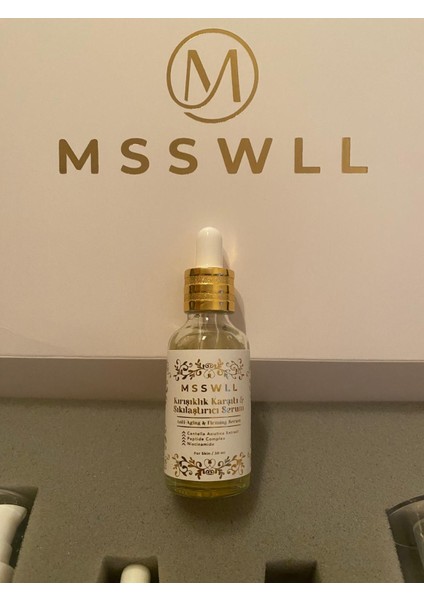 M
MSSWLL
MSSWLL
Kırışıklık Karşıtı &
Sıkılaştırıcı Serum
Anti Aging & Firming Serum
Centella Asiatica Extract
Peptide Complex
Niacinamide
For Skin / 30 ml